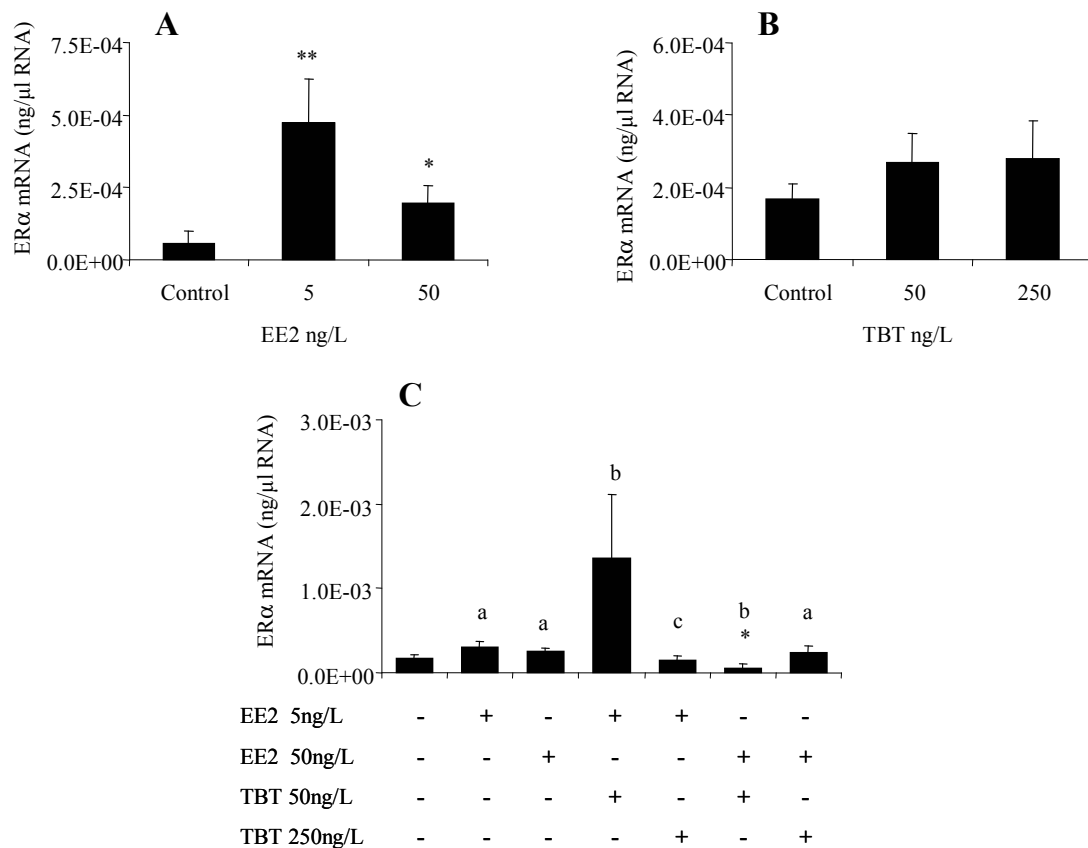 A
ERα mRNA (ng/µl RNA)
7.5E-04
5.0E-04
2.5E-04
0.0E+00
**
*
Control 5 50
EE2 ng/L
B
ERα mRNA (ng/µl RNA)
6.0E-04
4.0E-04
2.0E-04
0.0E+00
Control 50 250
TBT ng/L
C
ERα mRNA (ng/µl RNA)
3.0E-03
2.0E-03
1.0E-03
0.0E+00
a a b c b a
*
EE2 5ng/L - + - + + - -
EE2 50ng/L - - + - - + +
TBT 50ng/L - - - + - + -
TBT 250ng/L - - - - + - +